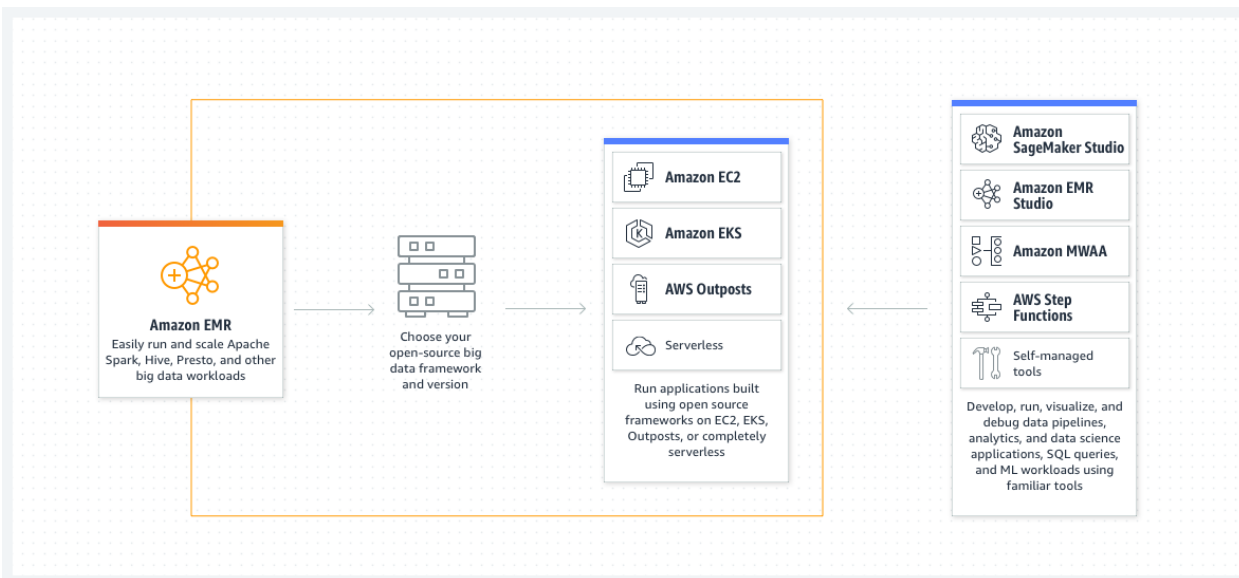 Amazon EMR
Easily run and scale Apache
Spark, Hive, Presto, and other
big data workloads
Choose your
open-source big
data framework
and version
Amazon EC2
Amazon EKS
AWS Outposts
Serverless
Run applications built
using open source
frameworks on EC2, EKS,
Outposts, or completely
serverless
Amazon
SageMaker Studio
Amazon EMR
Studio
Amazon MWAA
AWS Step
Functions
Self-managed
tools
Develop, run, visualize, and
debug data pipelines,
analytics, and data science
applications, SQL queries,
and ML workloads using
familiar tools